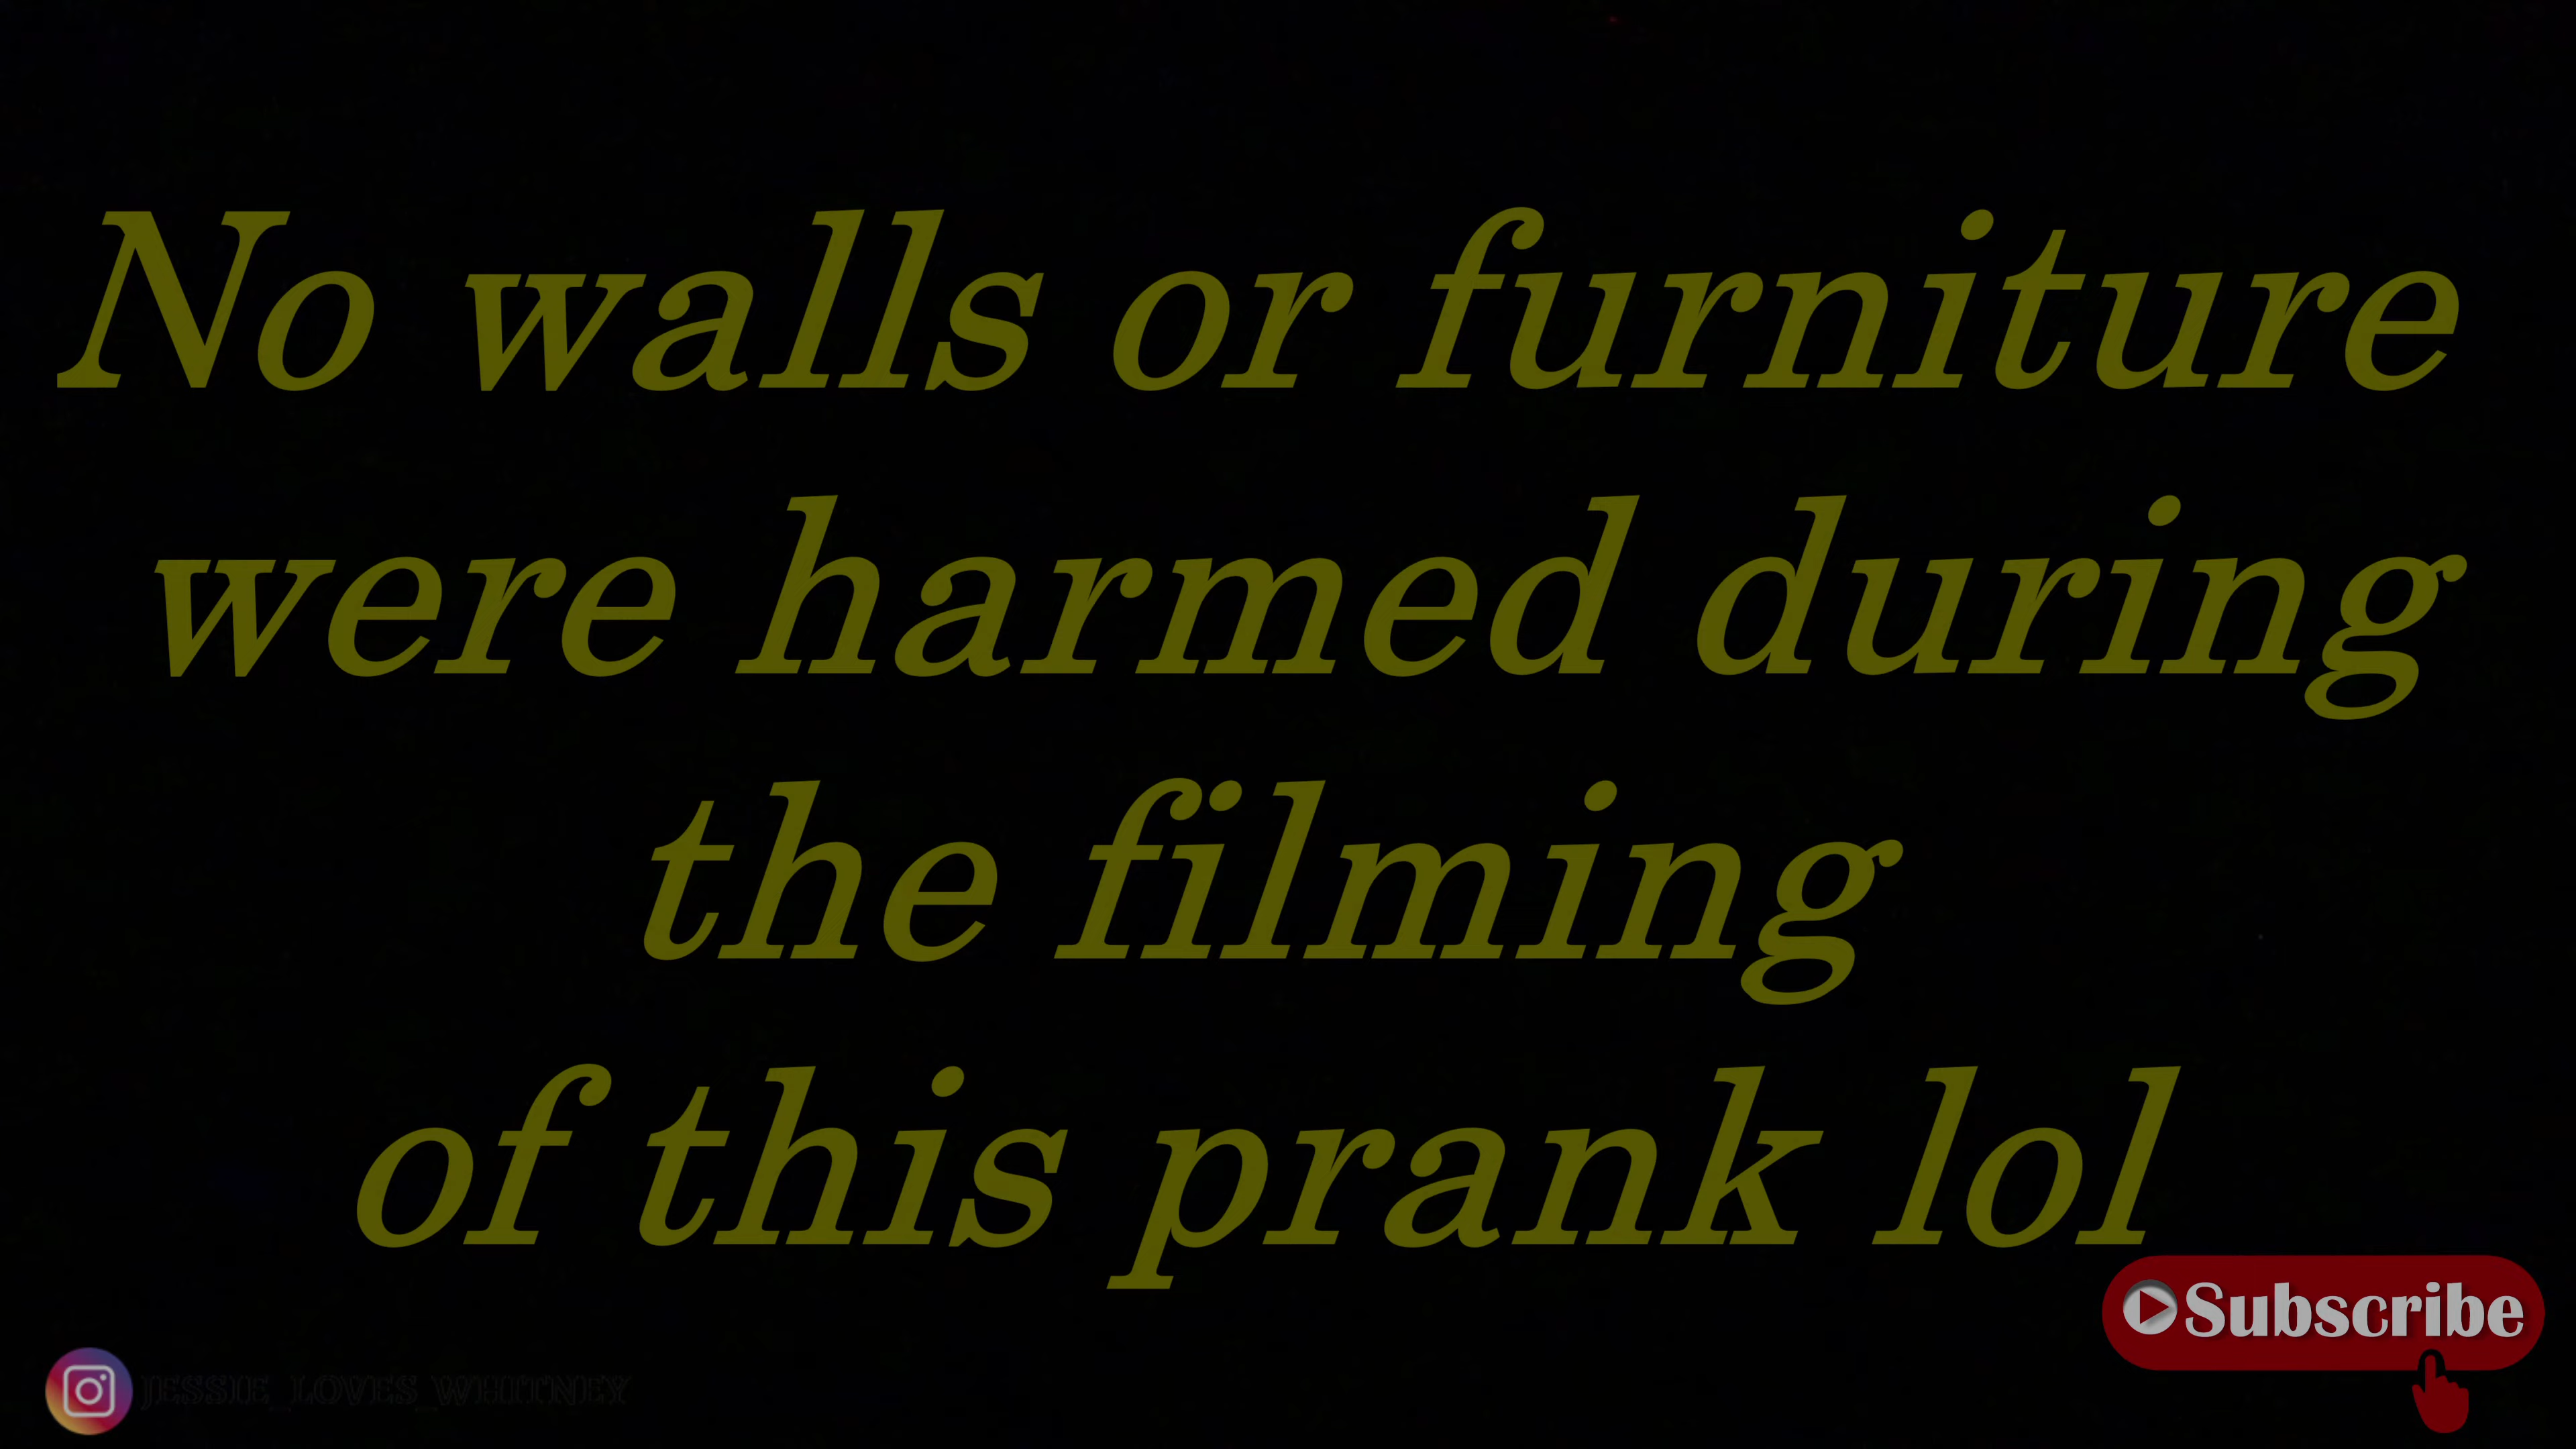 No walls or furniture
were harmed during
the filming
of this prank lol
Subscribe
JESSIE_LOVES_WHITNEY